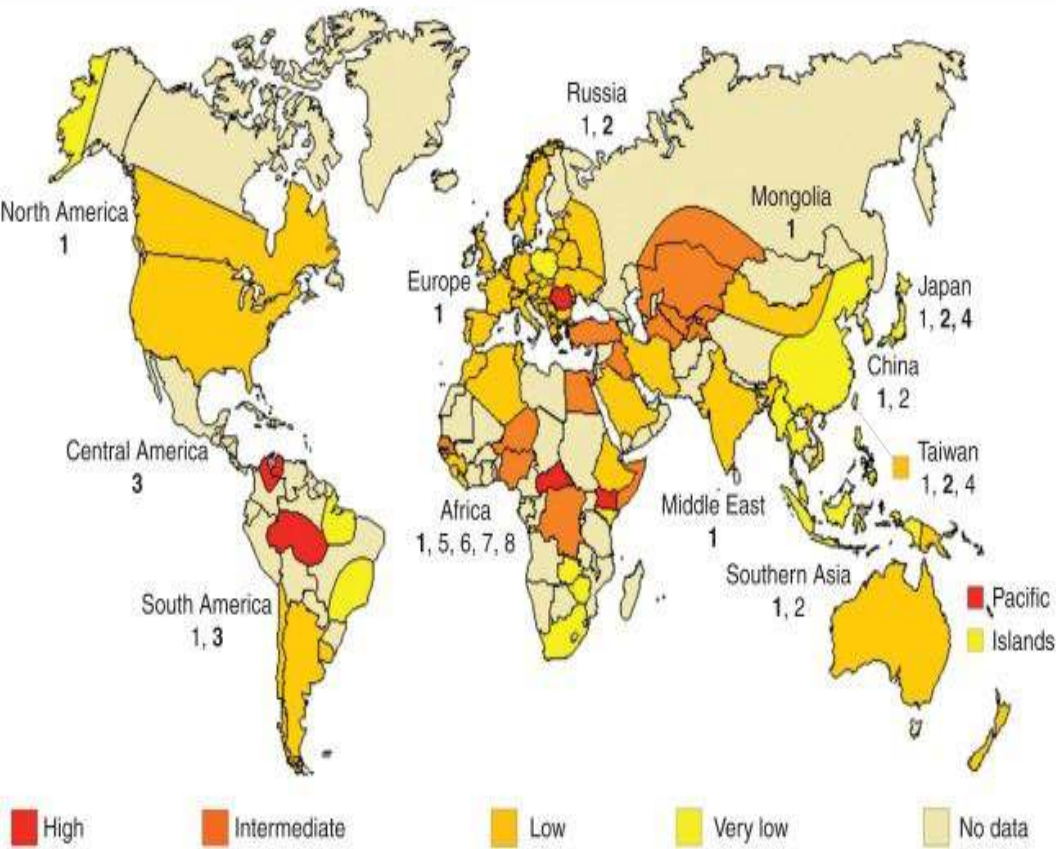 Russia
1, 2
Mongolia
1
North America
1
Europe
1
Japan
1, 2, 4
China
1, 2
Central America
3
Taiwan
1, 2, 4
Africa
1, 5, 6, 7, 8
Middle East
1
Southern Asia
1, 2
South America
1, 3
Pacific
Islands
High
Intermediate
Low
Very low
No data